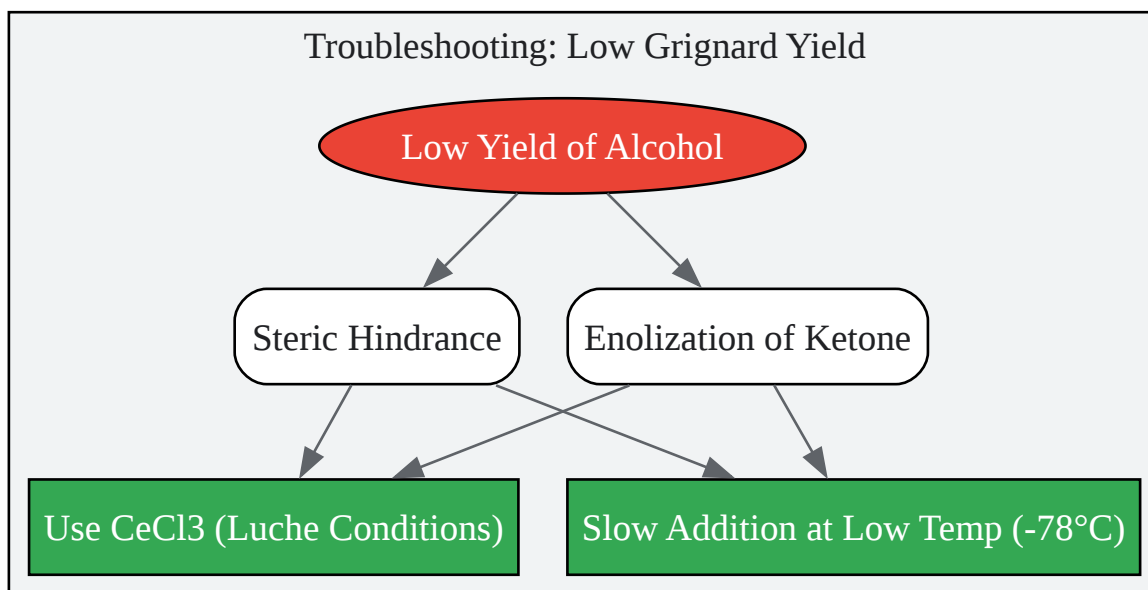 Troubleshooting: Low Grignard Yield
Low Yield of Alcohol
Steric Hindrance
Enolization of Ketone
Use CeCl3 (Luche Conditions)
Slow Addition at Low Temp (-78°C)